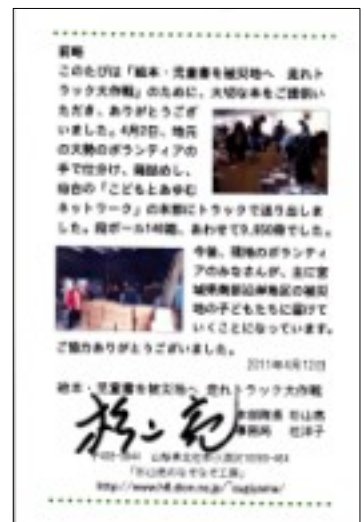 前略
このたびは「絵本・児童書を被災地へ 走れト
ラック大作戦」のために、大切な本をご提供い
ただき、ありがとうござ
いました。4月2日、地元
の大勢のボランティアの
手で仕分け、箱詰めし、
仙台の「こどもとあゆむ
ネットワーク」の本部にトラックで送り出しま
した。段ボール146箱、あわせて9,850冊でした。
今後、現地のボランティ
アのみなさんが、主に宮
城県南部沿岸地区の被災
地の子どもたちに届けて
いくことになっています。
ご協力ありがとうございました。
2011年4月12日
絵本・児童書を被災地へ 走れトラック大作戦
杉山亮
「杉山亮のなぞなぞ工房」